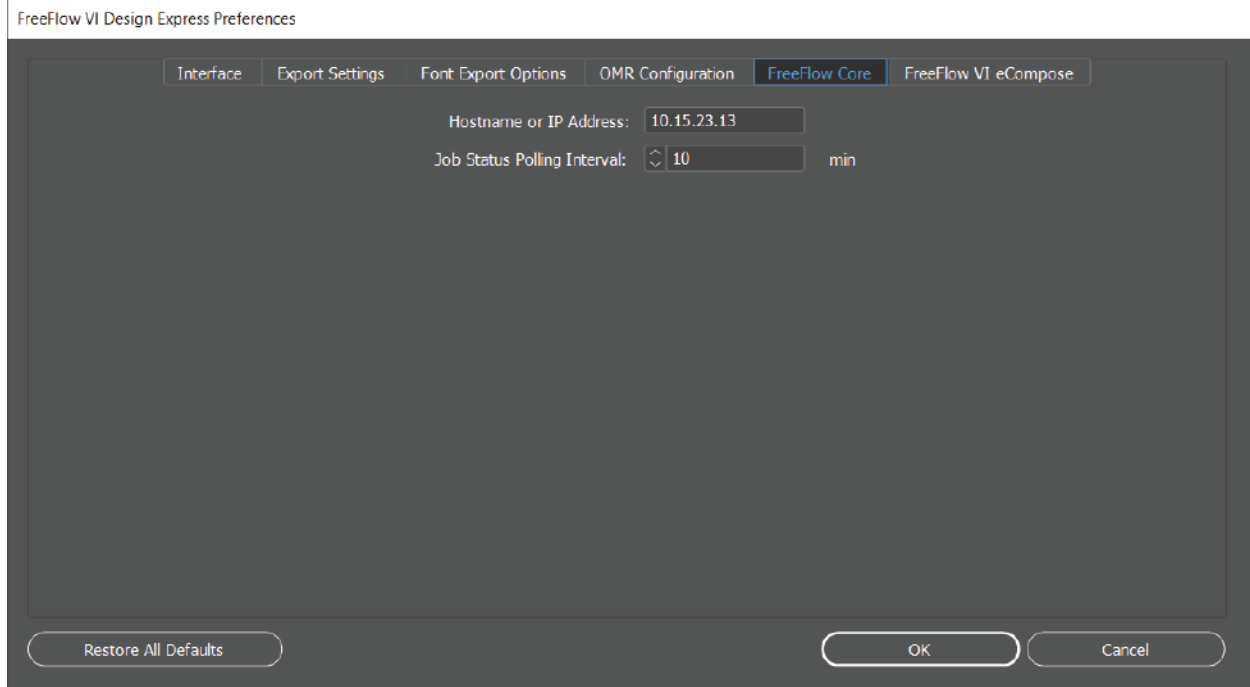 FreeFlow VI Design Express Preferences
Interface Export Settings Font Export Options OMR Configuration FreeFlow Core FreeFlow VI eCompose
Hostname or IP Address: 10.15.23.13
Job Status Polling Interval: 10 min
Restore All Defaults OK Cancel